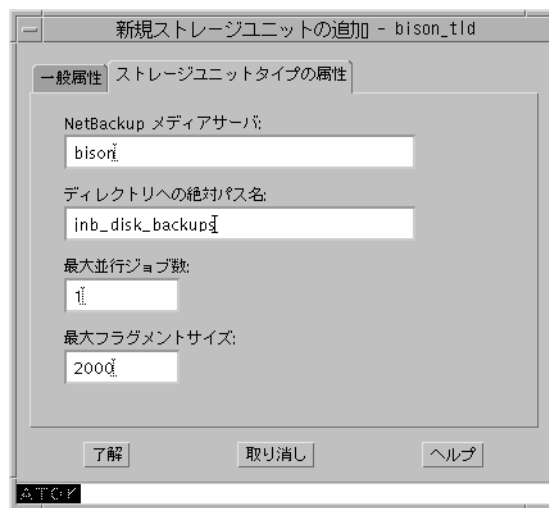 新規ストレージユニットの追加 - bison_tld
一般属性 ストレージユニットタイプの属性
NetBackup メディアサーバ:
bison
ディレクトリへの絶対パス名:
inb_disk_backups
最大並行ジョブ数:
1
最大フラグメントサイズ:
2000
了解 取り消し ヘルプ
ATOK